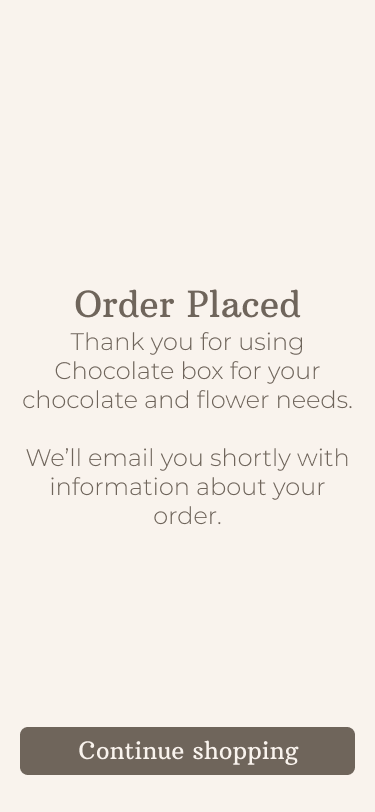 Order Placed
Thank you for using
Chocolate box for your
chocolate and flower needs.
We’ll email you shortly with
information about your
order.
Continue shopping